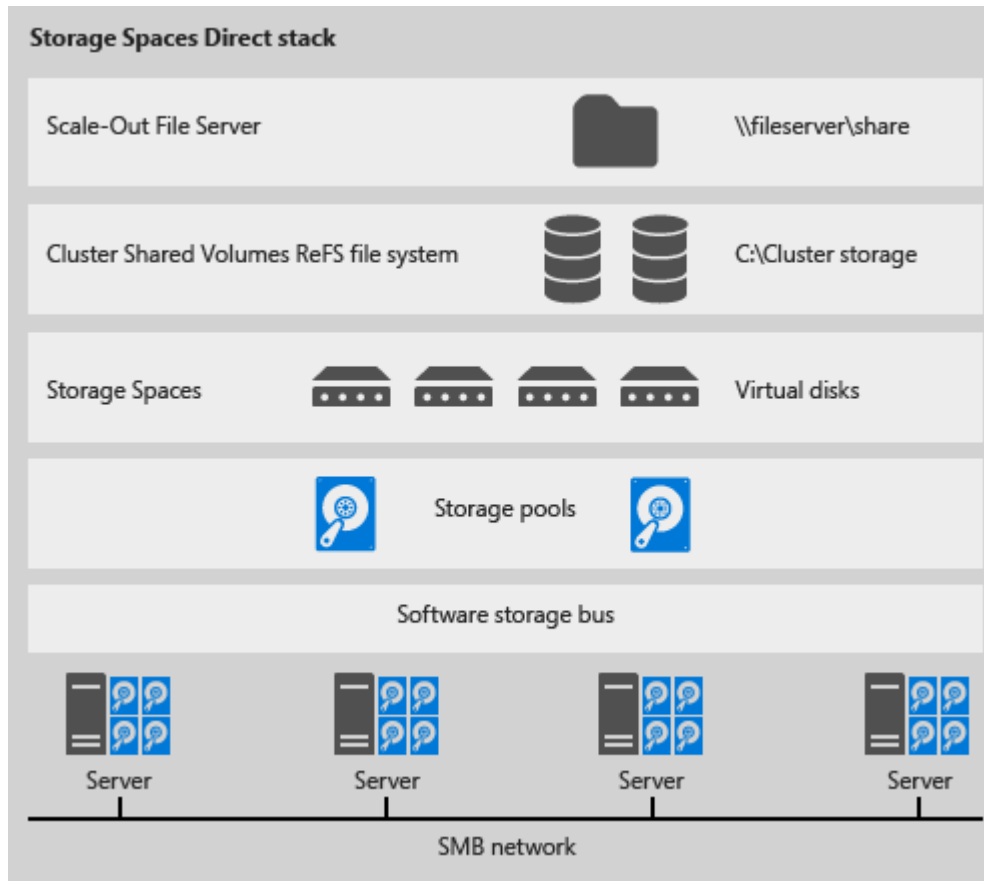 Storage Spaces Direct stack
Scale-Out File Server
\\fileserver\share
Cluster Shared Volumes ReFS file system
C:\Cluster storage
Storage Spaces
Virtual disks
Storage pools
Software storage bus
Server
Server
Server
Server
SMB network